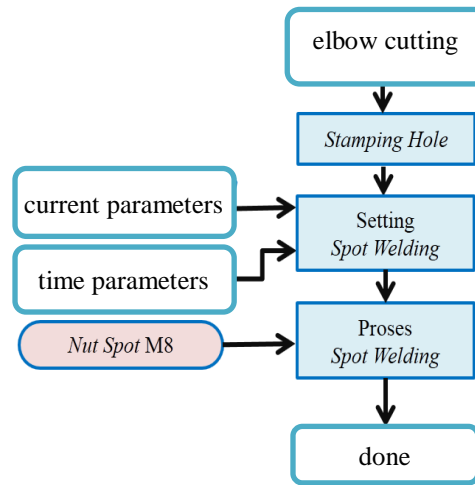 elbow cutting
Stamping Hole
current parameters
Setting
Spot Welding
time parameters
Nut Spot M8
Proses
Spot Welding
done